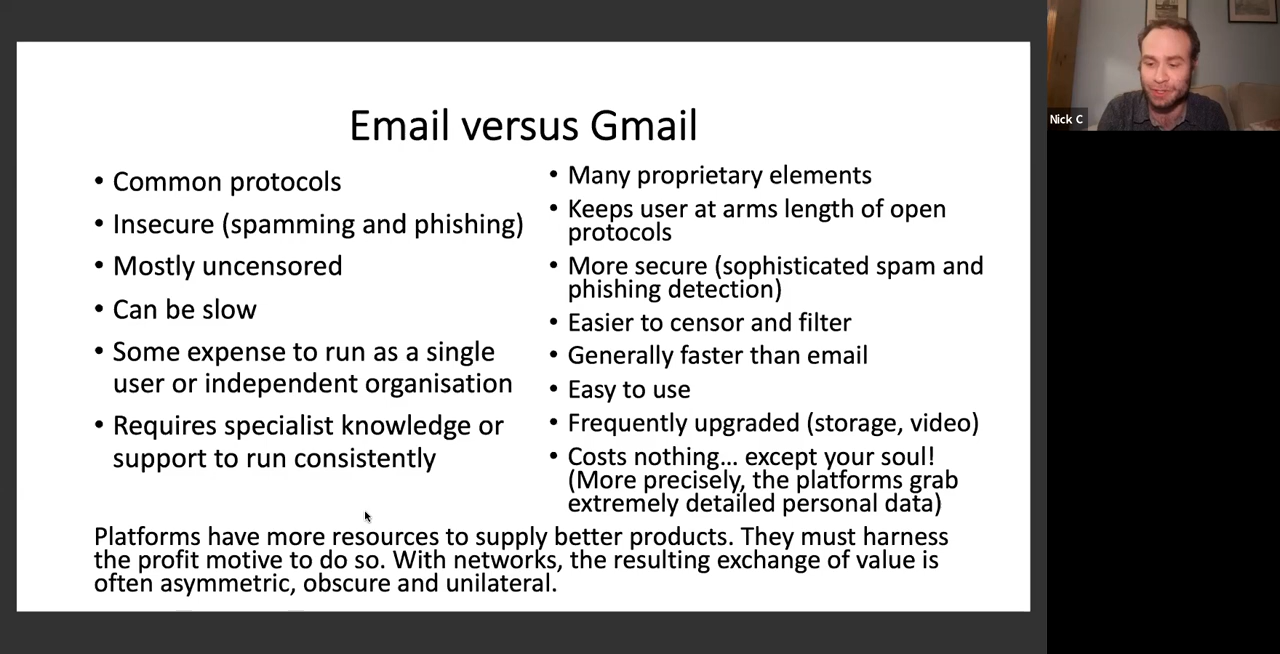 Email versus Gmail
• Common protocols
• Insecure (spamming and phishing)
• Mostly uncensored
• Can be slow
• Some expense to run as a single
user or independent organisation
• Requires specialist knowledge or
support to run consistently
• Many proprietary elements
• Keeps user at arms length of open
protocols
• More secure (sophisticated spam and
phishing detection)
• Easier to censor and filter
• Generally faster than email
• Easy to use
• Frequently upgraded (storage, video)
• Costs nothing... except your soul!
(More precisely, the platforms grab
extremely detailed personal data)
Platforms have more resources to supply better products. They must harness
the profit motive to do so. With networks, the resulting exchange of value is
often asymmetric, obscure and unilateral.
Nick C